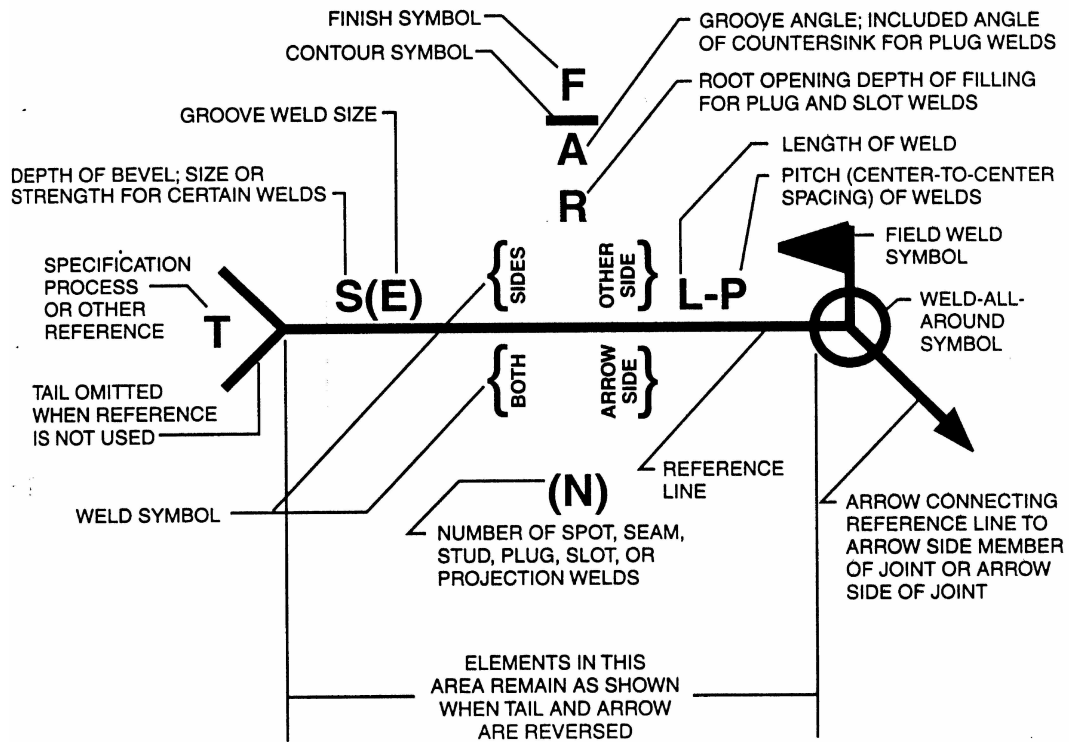 FINISH SYMBOL
CONTOUR SYMBOL
GROOVE WELD SIZE
DEPTH OF BEVEL; SIZE OR
STRENGTH FOR CERTAIN WELDS
SPECIFICATION
PROCESS
OR OTHER
REFERENCE
TAIL OMITTED
WHEN REFERENCE
IS NOT USED
WELD SYMBOL
F
A
R
GROOVE ANGLE; INCLUDED ANGLE
OF COUNTERSINK FOR PLUG WELDS
ROOT OPENING DEPTH OF FILLING
FOR PLUG AND SLOT WELDS
LENGTH OF WELD
PITCH (CENTER-TO-CENTER
SPACING) OF WELDS
FIELD WELD
SYMBOL
WELD-ALL-
AROUND
SYMBOL
T
S(E)
SIDES
OTHER
SIDE
L-P
BOTH
ARROW
SIDE
REFERENCE
LINE
(N)
NUMBER OF SPOT, SEAM,
STUD, PLUG, SLOT, OR
PROJECTION WELDS
ARROW CONNECTING
REFERENCE LINE TO
ARROW SIDE MEMBER
OF JOINT OR ARROW
SIDE OF JOINT
ELEMENTS IN THIS
AREA REMAIN AS SHOWN
WHEN TAIL AND ARROW
ARE REVERSED